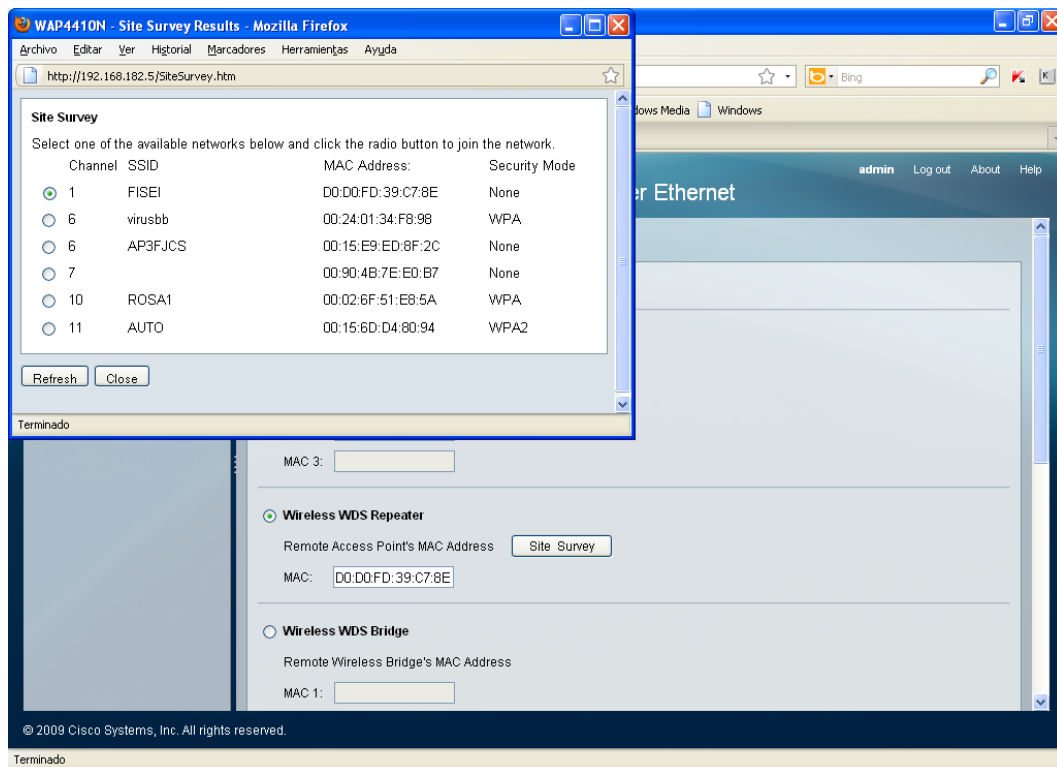 WAP4410N - Site Survey Results - Mozilla Firefox
Archivo Editar Ver Historial Marcadores Herramientas Ayuda
http://192.168.182.5/SiteSurvey.htm
Site Survey
Select one of the available networks below and click the radio button to join the network.
Channel SSID MAC Address: Security Mode
1 FISEI D0:D0:FD:39:C7:8E None
6 virusbb 00:24:01:34:F8:98 WPA
6 AP3FJCS 00:15:E9:ED:8F:2C None
7 00:90:4B:7E:E0:B7 None
10 ROSA1 00:02:6F:51:E8:5A WPA
11 AUTO 00:15:6D:D4:80:94 WPA2
Refresh Close
Terminado
Bing
dows Media Windows
admin Log out About Help
er Ethernet
MAC 3:
Wireless WDS Repeater
Remote Access Point's MAC Address Site Survey
MAC: D0:D0:FD:39:C7:8E
Wireless WDS Bridge
Remote Wireless Bridge's MAC Address
MAC 1:
© 2009 Cisco Systems, Inc. All rights reserved.
Terminado